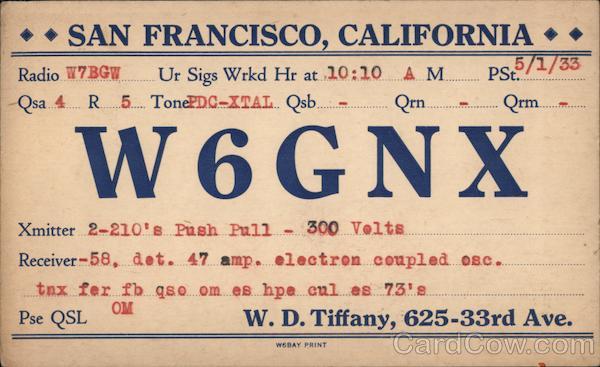 SAN FRANCISCO, CALIFORNIA
Radio W7BGW Ur Sigs Wrkd Hr at 10:10 A M PSt. 5/1/33
Qsa 4 R 5 Tone PDC-XTAL Qsb - Qrn - Qrm -
W6GNX
Xmitter 2-210's Push Pull - 300 Volts
Receiver -58, det. 47 amp. electron coupled osc.
tnx fer fb qso om es hpe cul es 73's
Pse QSL OM W. D. Tiffany, 625-33rd Ave.
W6BAY PRINT
CardCow.com